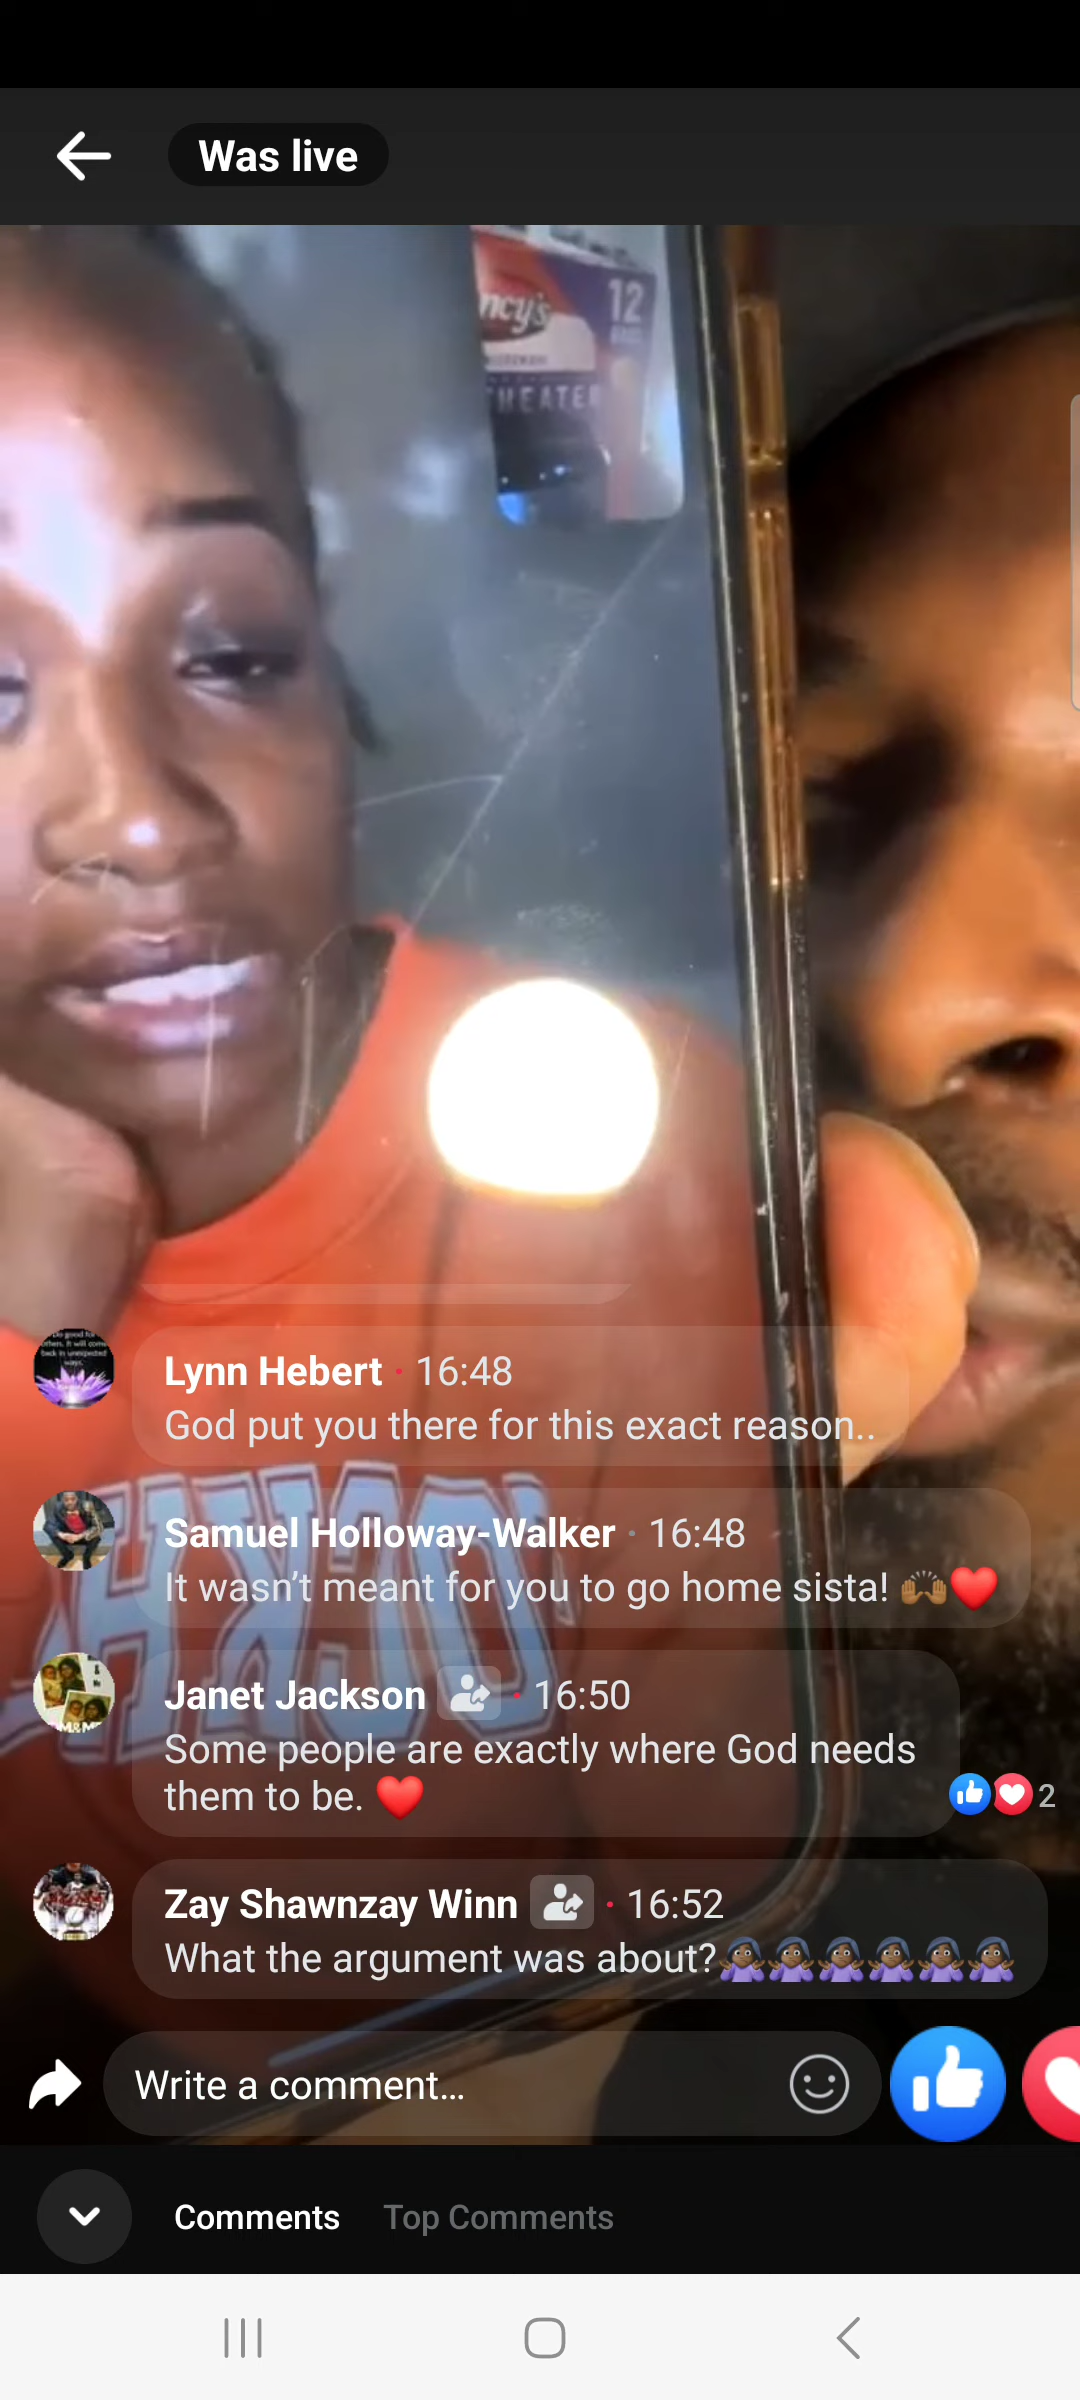 Was live
12
Lynn Hebert · 16:48
God put you there for this exact reason..
Samuel Holloway-Walker · 16:48
It wasn't meant for you to go home sista! 🙌🏾❤️
Janet Jackson · 16:50
Some people are exactly where God needs
them to be. ❤️
2
Zay Shawnzay Winn · 16:52
What the argument was about?🤷🏾‍♀️🤷🏾‍♀️🤷🏾‍♀️🤷🏾‍♀️🤷🏾‍♀️🤷🏾‍♀️
Write a comment...
Comments
Top Comments